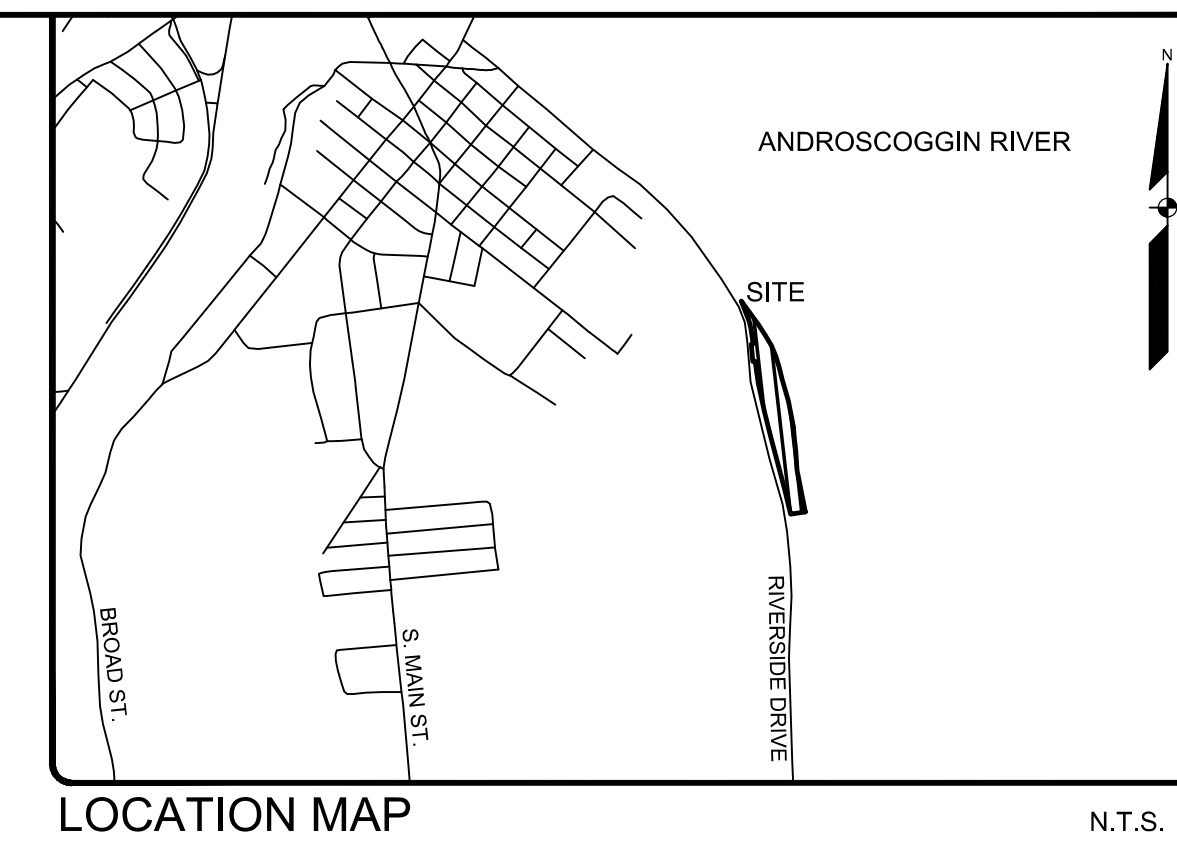 N
ANDROSCOGGIN RIVER
SITE
BROAD ST.
S. MAIN ST.
RIVERSIDE DRIVE
LOCATION MAP
N.T.S.